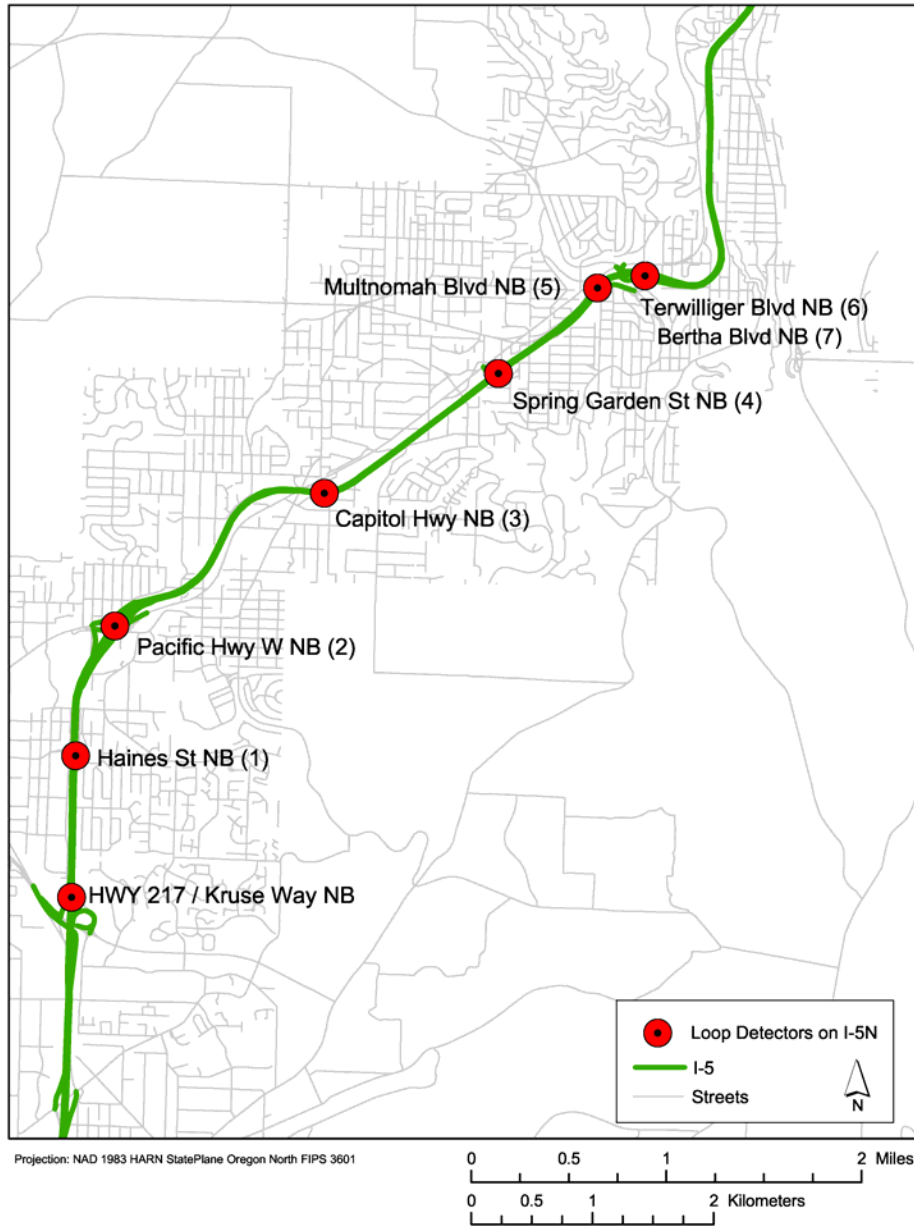 Multnomah Blvd NB (5)
Terwilliger Blvd NB (6)
Bertha Blvd NB (7)
Spring Garden St NB (4)
Capitol Hwy NB (3)
Pacific Hwy W NB (2)
Haines St NB (1)
HWY 217 / Kruse Way NB
Loop Detectors on I-5N
I-5
Streets
N
Projection: NAD 1983 HARN StatePlane Oregon North FIPS 3601
0 0.5 1 2 Miles
0 0.5 1 2 Kilometers